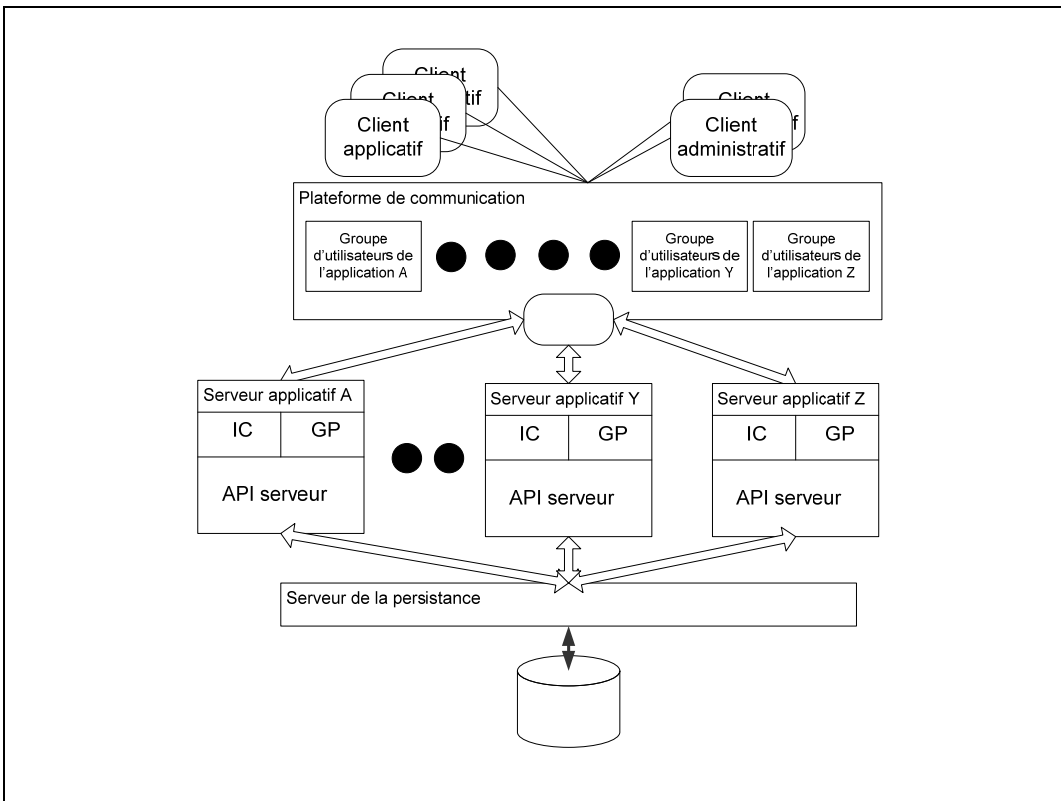 Client
tif
Client
if
Client
applicatif
Client
f
Client
administratif
Plateforme de communication
Groupe
d'utilisateurs de
l'application A
Groupe
d'utilisateurs de
l'application Y
Groupe
d'utilisateurs de
l'application Z
Serveur applicatif A
IC
GP
API serveur
Serveur applicatif Y
IC
GP
API serveur
Serveur applicatif Z
IC
GP
API serveur
Serveur de la persistance